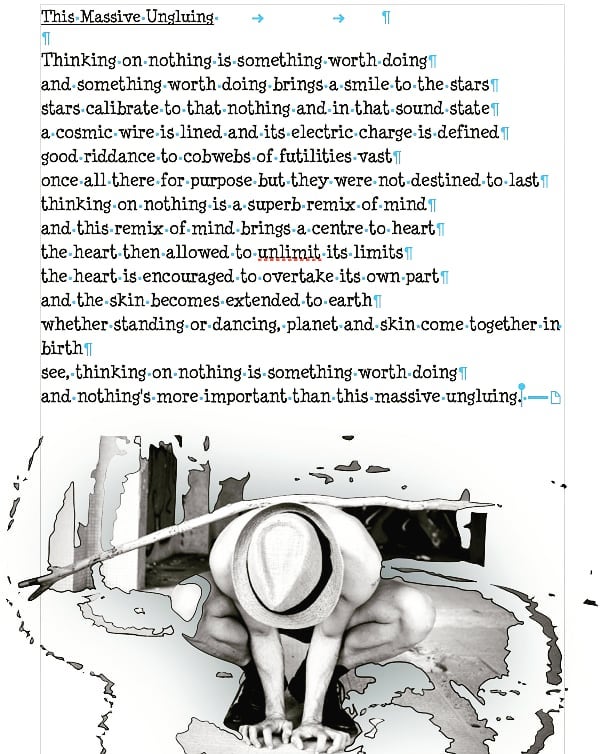 This Massive Ungluing
Thinking on nothing is something worth doing
and something worth doing brings a smile to the stars
stars calibrate to that nothing and in that sound state
a cosmic wire is lined and its electric charge is defined
good riddance to cobwebs of futilities vast
once all there for purpose but they were not destined to last
thinking on nothing is a superb remix of mind
and this remix of mind brings a centre to heart
the heart then allowed to unlimit its limits
the heart is encouraged to overtake its own part
and the skin becomes extended to earth
whether standing or dancing, planet and skin come together in
birth
see, thinking on nothing is something worth doing
and nothing's more important than this massive ungluing.